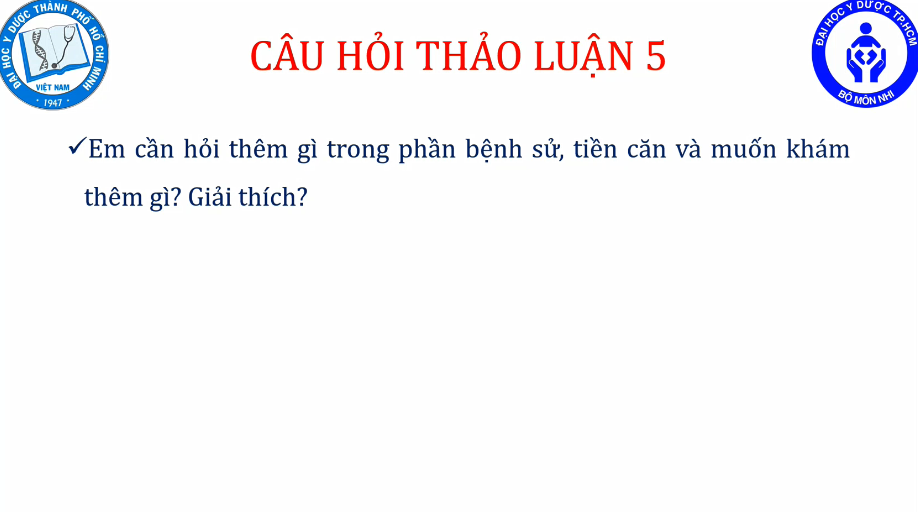 ĐẠI HỌC Y DƯỢC THÀNH PHỐ HỒ CHÍ MINH
VIỆT NAM
1947
CÂU HỎI THẢO LUẬN 5
ĐẠI HỌC Y DƯỢC TP.HCM
BỘ MÔN NHI
✓Em cần hỏi thêm gì trong phần bệnh sử, tiền căn và muốn khám
thêm gì? Giải thích?